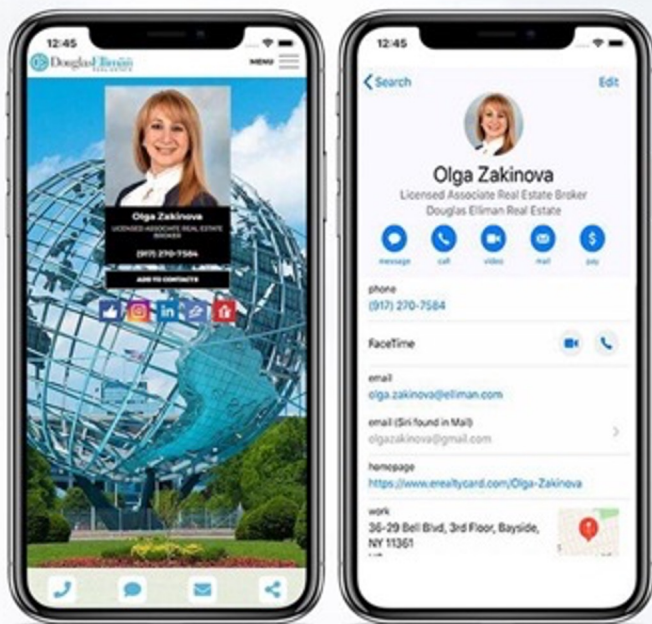 12:45
DouglasElliman
REAL ESTATE
MENU
Olga Zakinova
LICENSED ASSOCIATE REAL ESTATE
BROKER
(917) 270-7584
ADD TO CONTACTS
in
12:45
Search
Edit
Olga Zakinova
Licensed Associate Real Estate Broker
Douglas Elliman Real Estate
$
message call video mail pay
phone
(917) 270-7584
FaceTime
email
olga.zakinova@elliman.com
email (Siri found in Mail)
olgazakinova@gmail.com
homepage
https://www.erealtycard.com/Olga-Zakinova
work
36-29 Bell Blvd, 3rd Floor, Bayside,
NY 11361